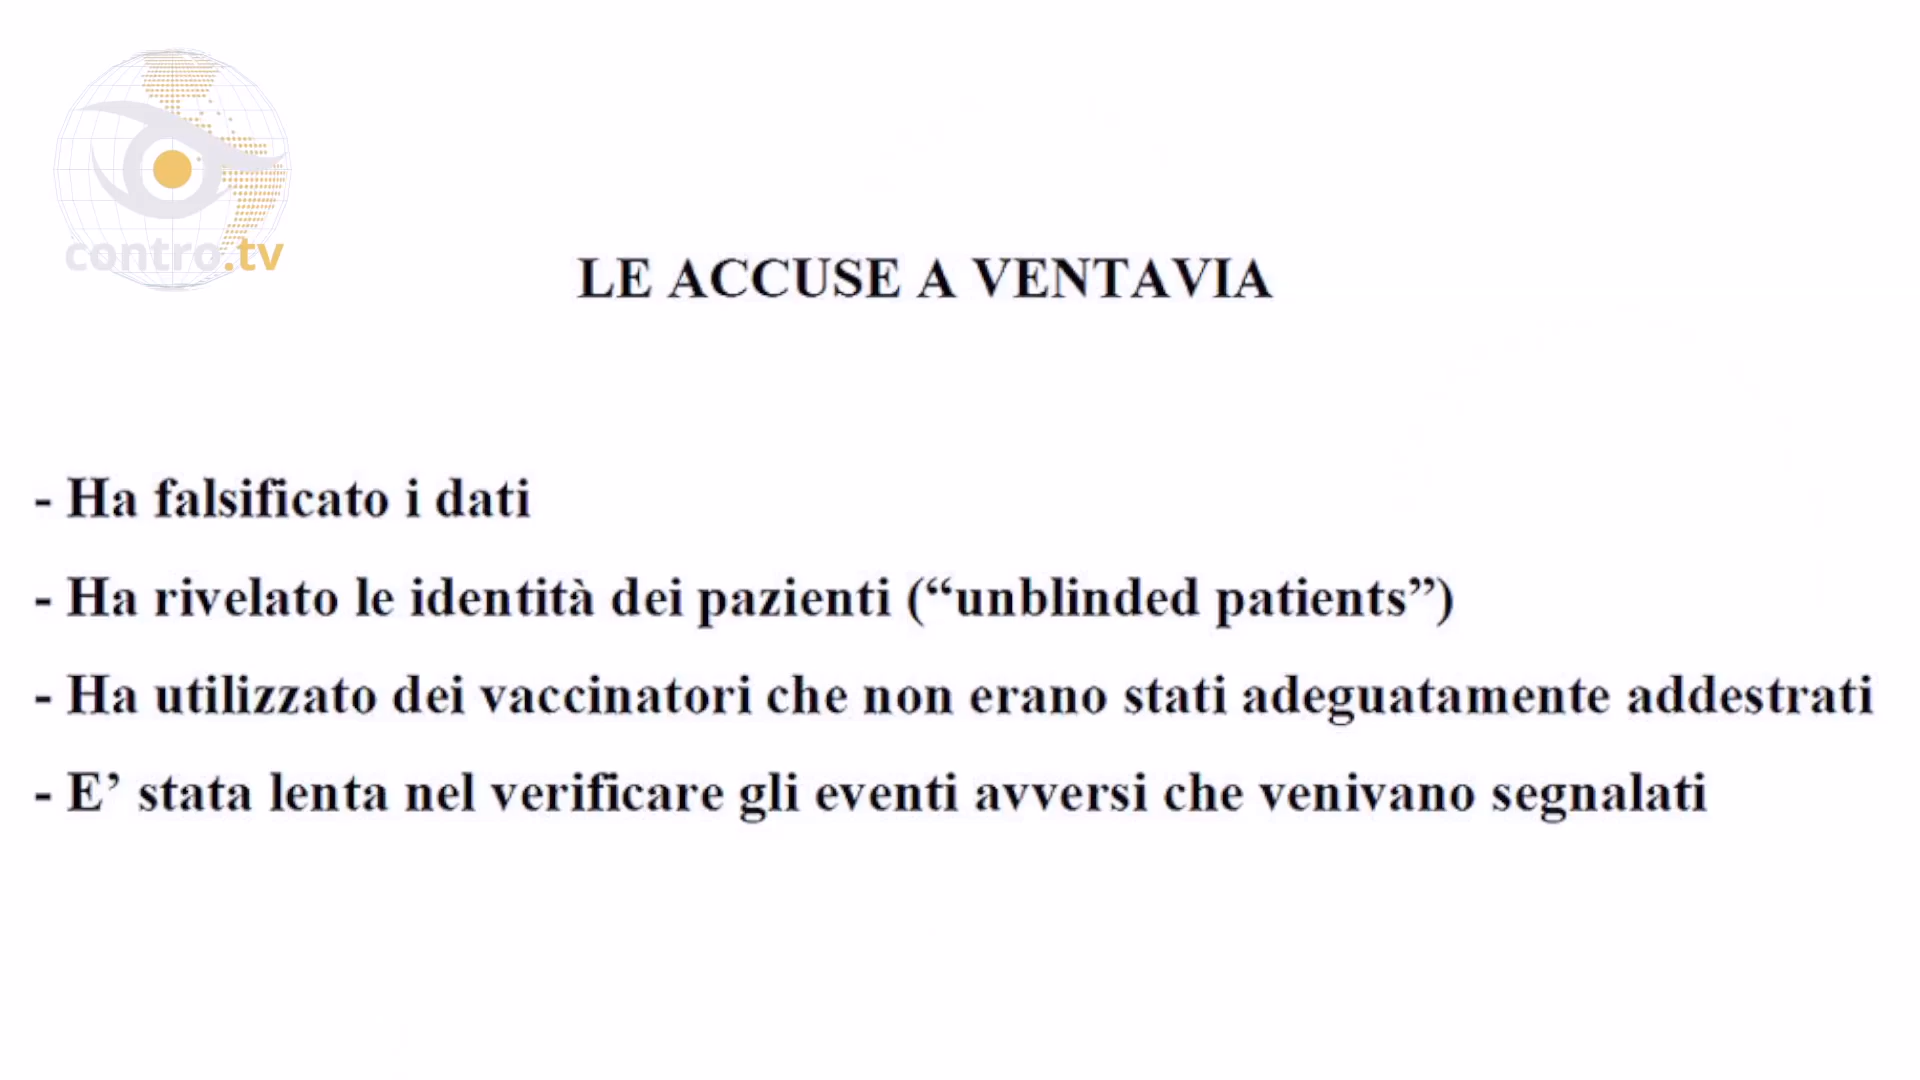 contro.tv
LE ACCUSE A VENTAVIA
- Ha falsificato i dati
- Ha rivelato le identità dei pazienti (“unblinded patients”)
- Ha utilizzato dei vaccinatori che non erano stati adeguatamente addestrati
- E’ stata lenta nel verificare gli eventi avversi che venivano segnalati